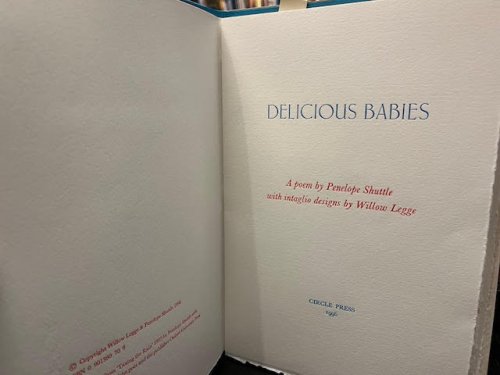 © Copyright Willow Legge & Penelope Shuttle 1996
DELICIOUS BABIES
A poem by Penelope Shuttle
with intaglio designs by Willow Legge
CIRCLE PRESS
1996